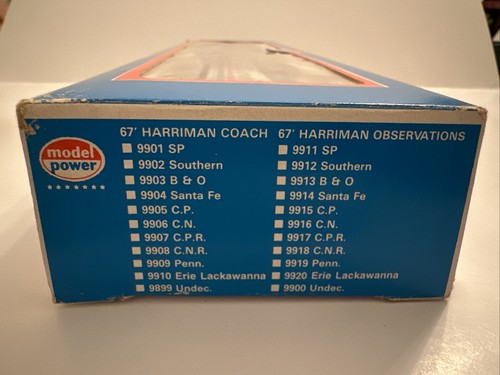 model
power
67' HARRIMAN COACH
9901 SP
9902 Southern
9903 B & O
9904 Santa Fe
9905 C.P.
9906 C.N.
9907 C.P.R.
9908 C.N.R.
9909 Penn.
9910 Erie Lackawanna
9899 Undec.
67' HARRIMAN OBSERVATIONS
9911 SP
9912 Southern
9913 B & O
9914 Santa Fe
9915 C.P.
9916 C.N.
9917 C.P.R.
9918 C.N.R.
9919 Penn.
9920 Erie Lackawanna
9900 Undec.